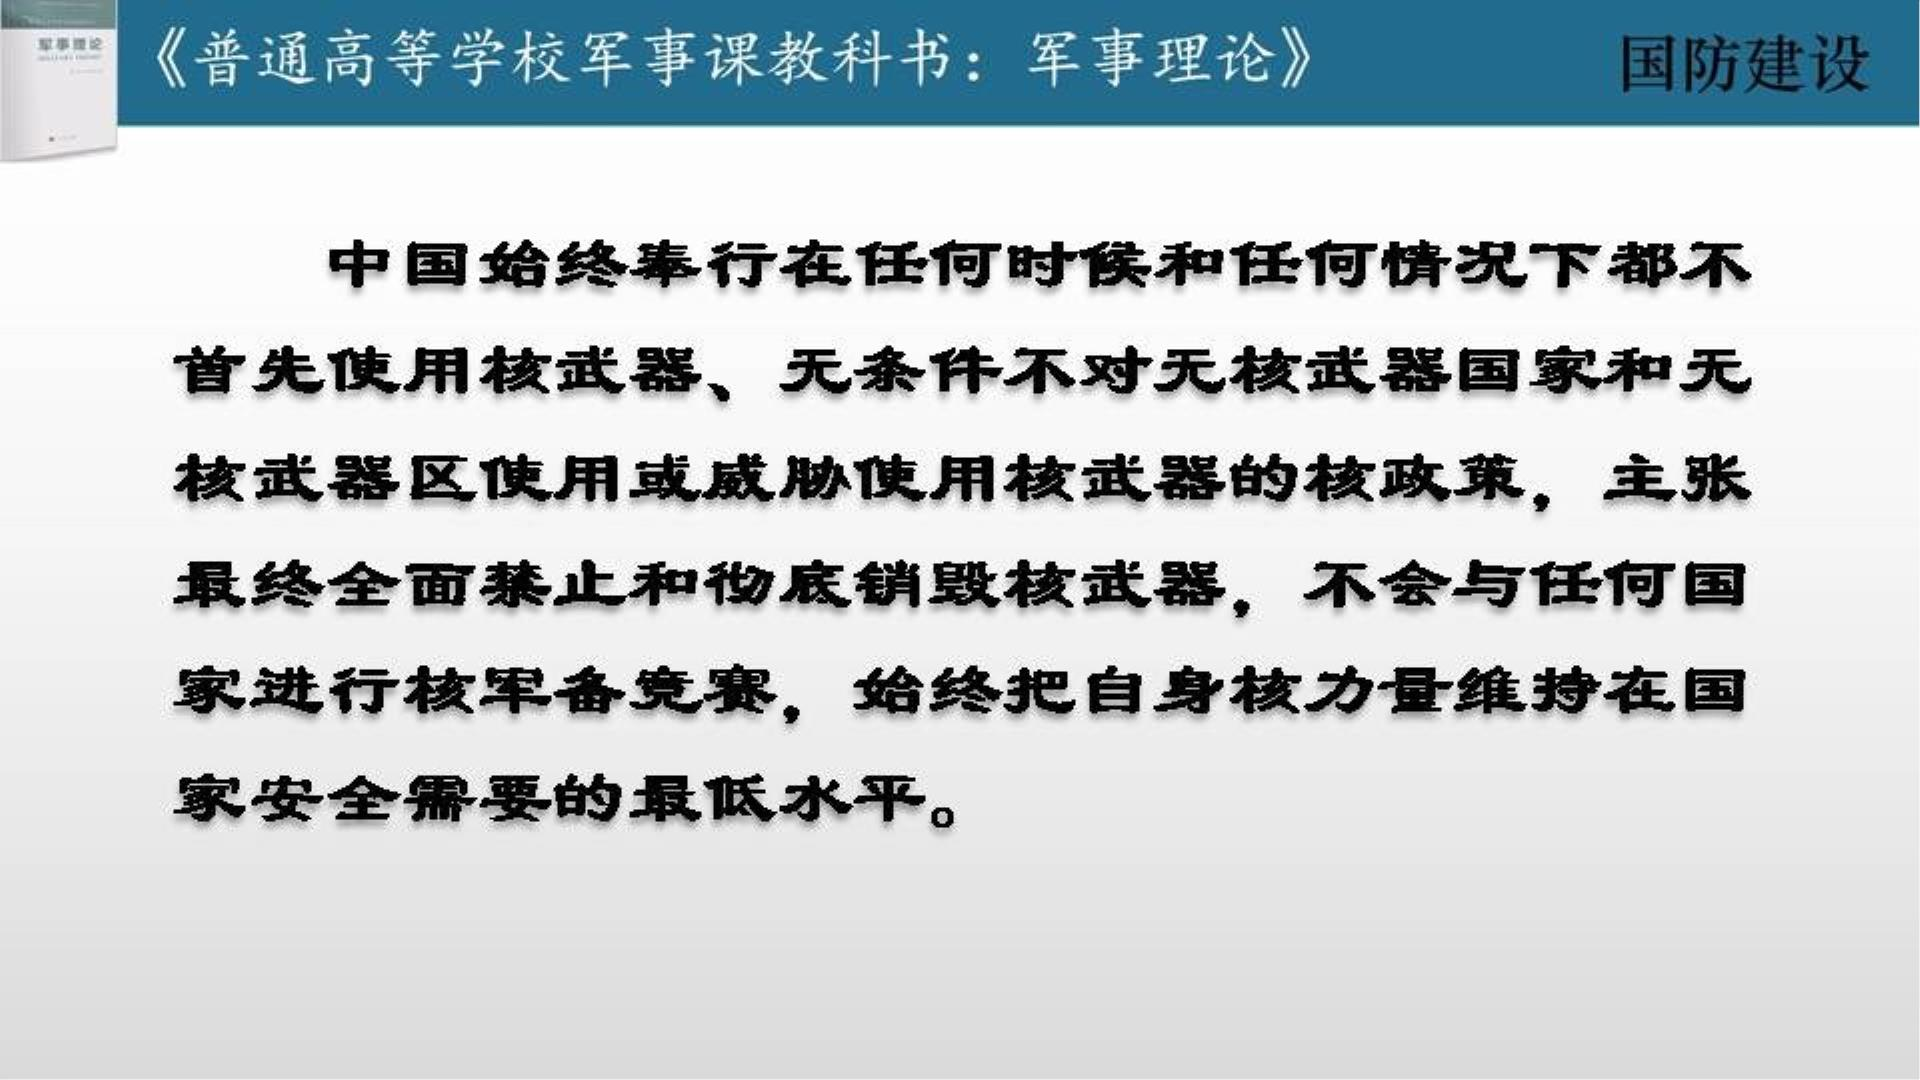 军事理论
《普通高等学校军事课教科书：军事理论》
国防建设
中国始终奉行在任何时候和任何情况下都不
首先使用核武器、无条件不对无核武器国家和无
核武器区使用或威胁使用核武器的核政策，主张
最终全面禁止和彻底销毁核武器，不会与任何国
家进行核军备竞赛，始终把自身核力量维持在国
家安全需要的最低水平。